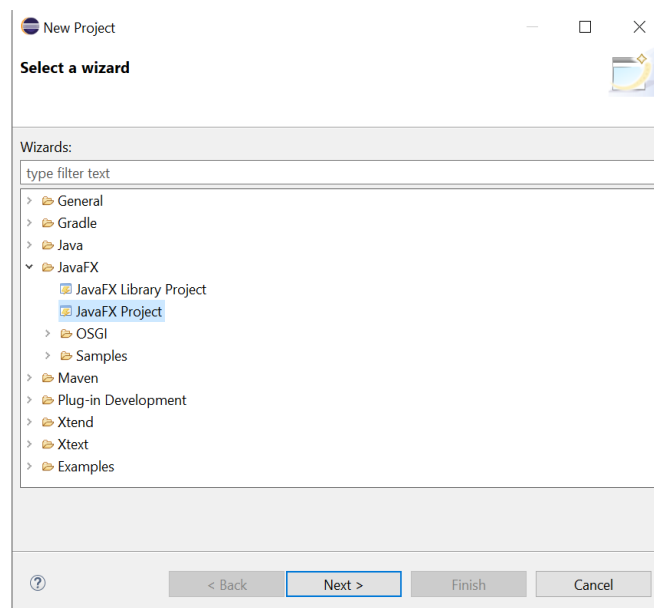 New Project
Select a wizard
Wizards:
type filter text
General
Gradle
Java
JavaFX
JavaFX Library Project
JavaFX Project
OSGI
Samples
Maven
Plug-in Development
Xtend
Xtext
Examples
? < Back Next > Finish Cancel